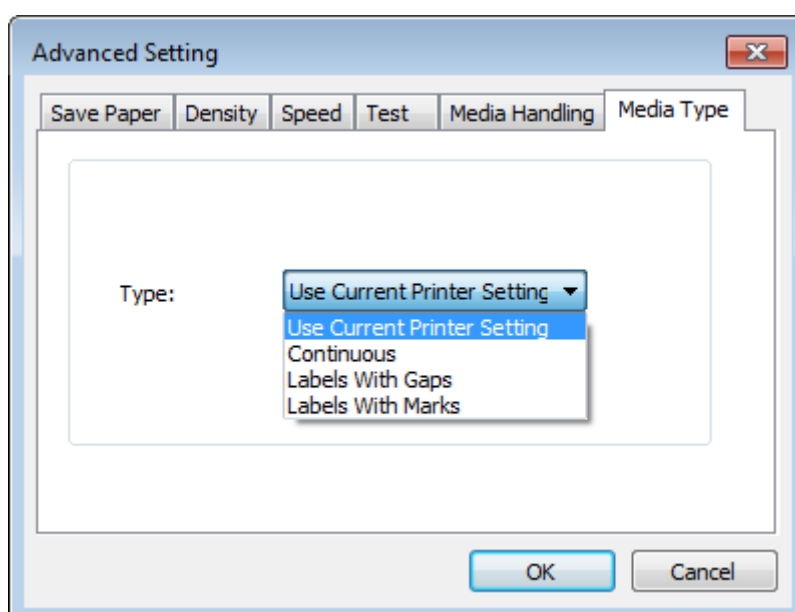 Advanced Setting
Save Paper Density Speed Test Media Handling Media Type
Type: Use Current Printer Setting
Use Current Printer Setting
Continuous
Labels With Gaps
Labels With Marks
OK Cancel